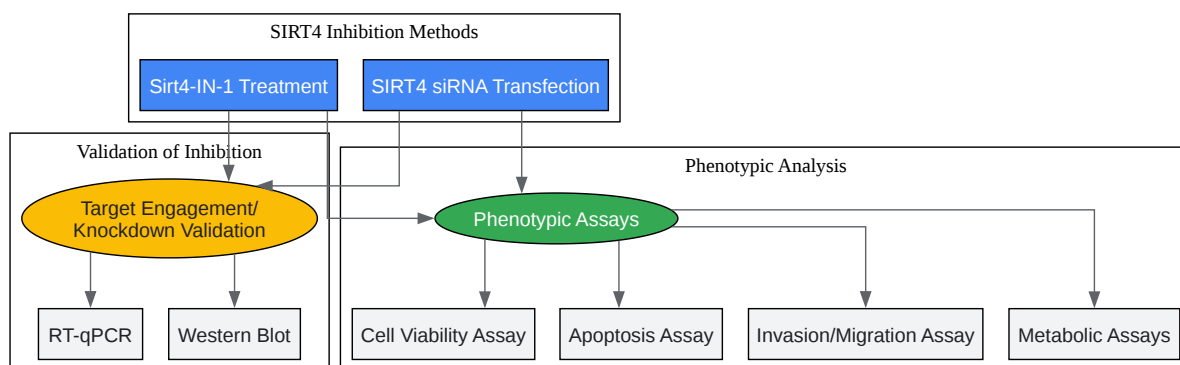 SIRT4 Inhibition Methods
Sirt4-IN-1 Treatment
SIRT4 siRNA Transfection
Validation of Inhibition
Phenotypic Analysis
Target Engagement/
Knockdown Validation
Phenotypic Assays
RT-qPCR
Western Blot
Cell Viability Assay
Apoptosis Assay
Invasion/Migration Assay
Metabolic Assays